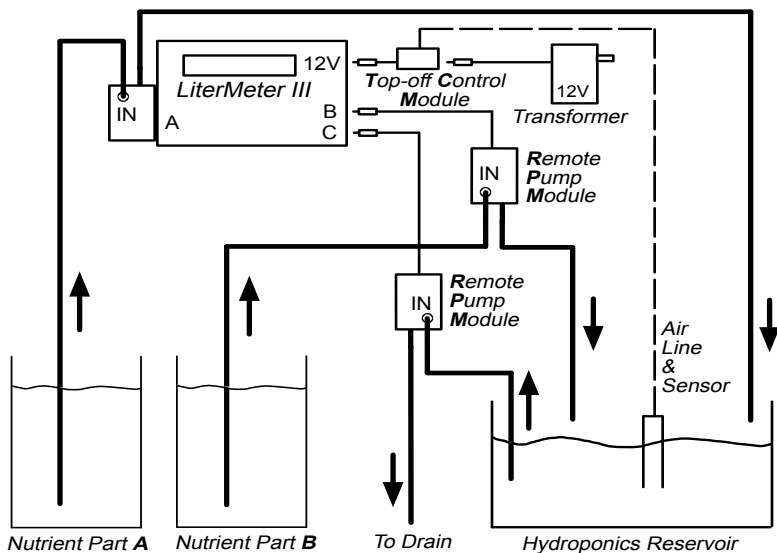 12V
LiterMeter III
IN
A
B
C
Top-off Control
Module
12V
Transformer
IN
Remote
Pump
Module
IN
Remote
Pump
Module
Air
Line
&
Sensor
Nutrient Part A
Nutrient Part B
To Drain
Hydroponics Reservoir